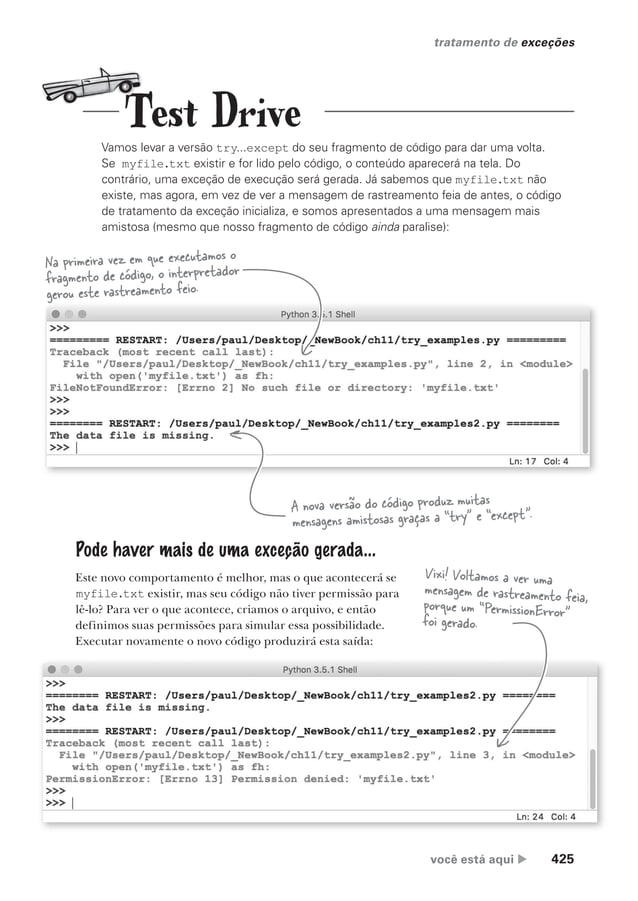 tratamento de exceções
Test Drive
Vamos levar a versão try...except do seu fragmento de código para dar uma volta.
Se myfile.txt existir e for lido pelo código, o conteúdo aparecerá na tela. Do
contrário, uma exceção de execução será gerada. Já sabemos que myfile.txt não
existe, mas agora, em vez de ver a mensagem de rastreamento feia de antes, o código
de tratamento da exceção inicializa, e somos apresentados a uma mensagem mais
amistosa (mesmo que nosso fragmento de código ainda paralise):
Na primeira vez em que executamos o
fragmento de código, o interpretador
gerou este rastreamento feio.
Python 3.5.1 Shell
>>>
========= RESTART: /Users/paul/Desktop/_NewBook/ch11/try_examples.py =========
Traceback (most recent call last):
  File "/Users/paul/Desktop/_NewBook/ch11/try_examples.py", line 2, in <module>
    with open('myfile.txt') as fh:
FileNotFoundError: [Errno 2] No such file or directory: 'myfile.txt'
>>>
>>>
======== RESTART: /Users/paul/Desktop/_NewBook/ch11/try_examples2.py ========
The data file is missing.
>>>
Ln: 17 Col: 4
A nova versão do código produz muitas
mensagens amistosas graças a “try” e “except”.
Pode haver mais de uma exceção gerada...
Este novo comportamento é melhor, mas o que acontecerá se
myfile.txt existir, mas seu código não tiver permissão para
lê-lo? Para ver o que acontece, criamos o arquivo, e então
definimos suas permissões para simular essa possibilidade.
Executar novamente o novo código produzirá esta saída:
Vixi! Voltamos a ver uma
mensagem de rastreamento feia,
porque um “PermissionError”
foi gerado.
Python 3.5.1 Shell
>>>
======== RESTART: /Users/paul/Desktop/_NewBook/ch11/try_examples2.py ========
The data file is missing.
>>>
======== RESTART: /Users/paul/Desktop/_NewBook/ch11/try_examples2.py ========
Traceback (most recent call last):
  File "/Users/paul/Desktop/_NewBook/ch11/try_examples2.py", line 3, in <module>
    with open('myfile.txt') as fh:
PermissionError: [Errno 13] Permission denied: 'myfile.txt'
>>>
>>>
Ln: 24 Col: 4
você está aqui ▶ 425